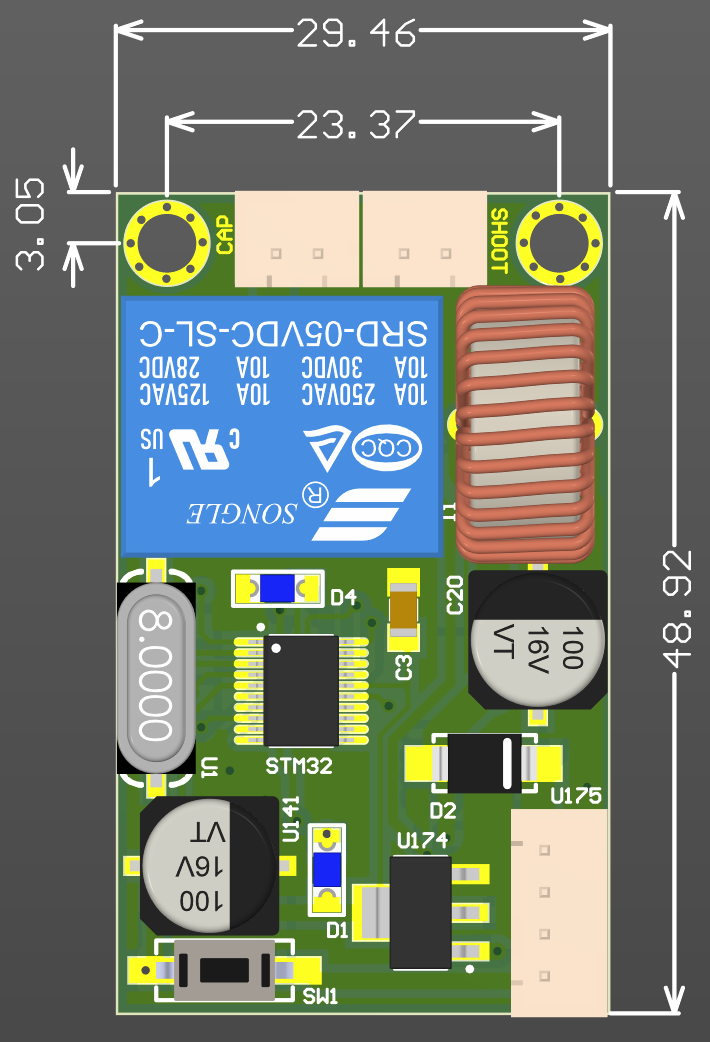 29.46
23.37
3.05
CAP
SHOOT
SRD-05VDC-SL-C
10A 30VDC 10A 28VDC
10A 250VAC 10A 125VAC
CQC
c RU US
1
SONGLE ®
48.92
D4
C20
C3
100
16V
VT
8.0000
STM32
U1
D2
U175
U141
U174
VT
16V
100
D1
SW1